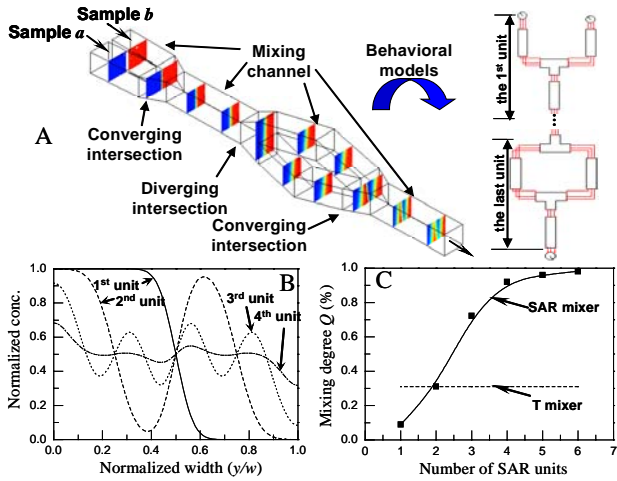 Sample b
Sample a
Mixing
channel
Behavioral
models
the 1st unit
A
Converging
intersection
Diverging
intersection
Converging
intersection
the last unit
B
1st unit
2nd unit
3rd unit
4th unit
1.0
0.8
0.6
0.4
0.2
0.0
0.0 0.2 0.4 0.6 0.8 1.0
Normalized conc.
Normalized width (y/w)
C
SAR mixer
T mixer
1.0
0.8
0.6
0.4
0.2
0.0
0 1 2 3 4 5 6 7
Mixing degree Q (%)
Number of SAR units